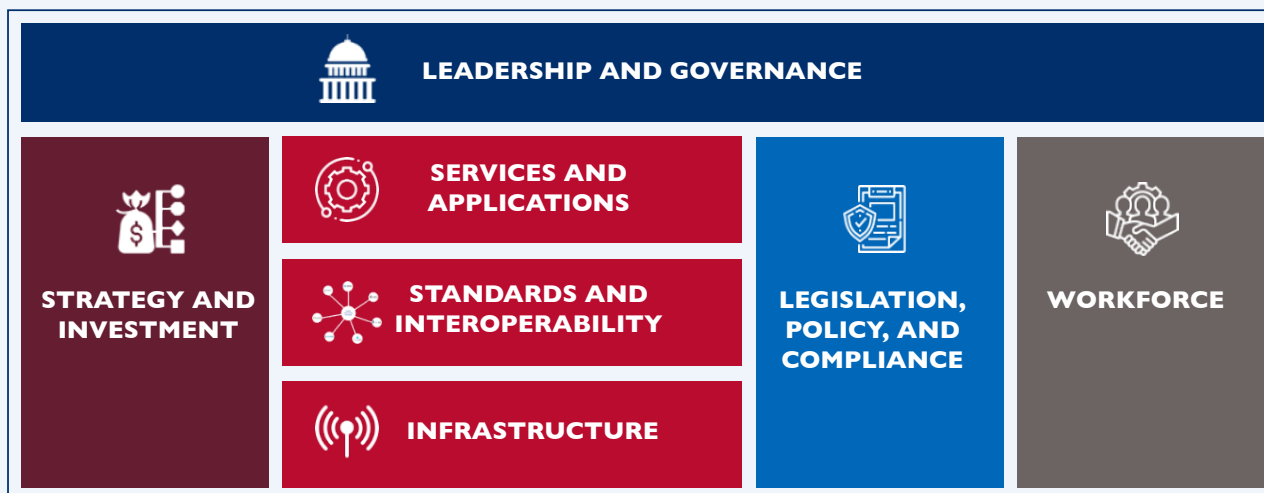 LEADERSHIP AND GOVERNANCE
STRATEGY AND
INVESTMENT
SERVICES AND
APPLICATIONS
STANDARDS AND
INTEROPERABILITY
INFRASTRUCTURE
LEGISLATION,
POLICY, AND
COMPLIANCE
WORKFORCE